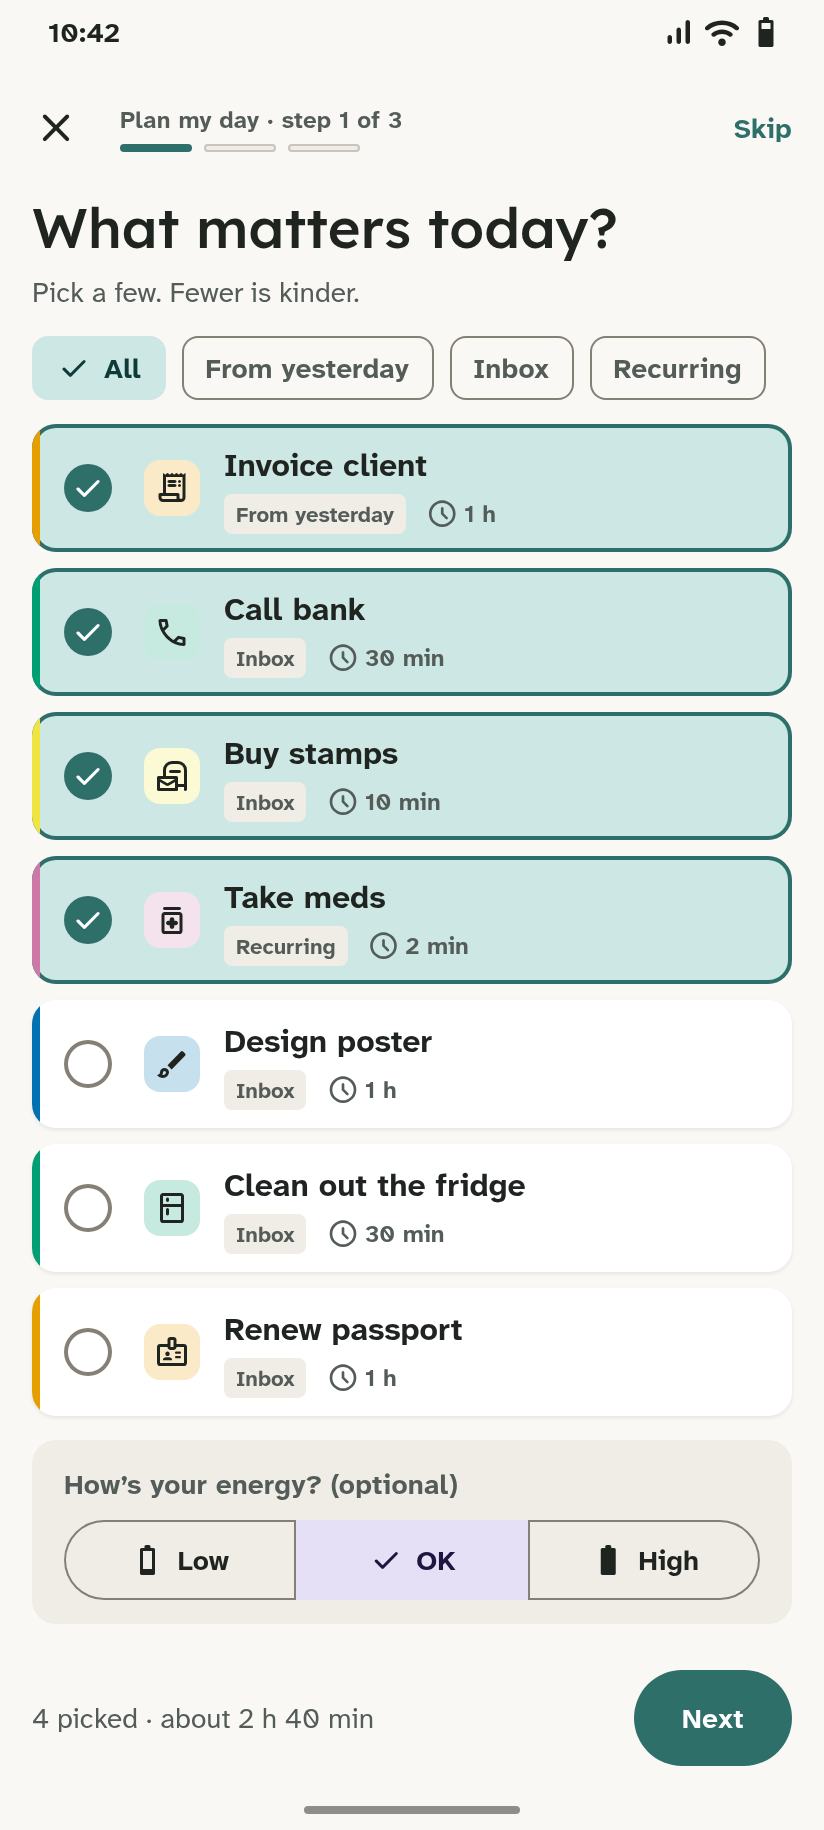 10:42
Plan my day · step 1 of 3
Skip
What matters today?
Pick a few. Fewer is kinder.
All
From yesterday
Inbox
Recurring
Invoice client
From yesterday
1 h
Call bank
Inbox
30 min
Buy stamps
Inbox
10 min
Take meds
Recurring
2 min
Design poster
Inbox
1 h
Clean out the fridge
Inbox
30 min
Renew passport
Inbox
1 h
How’s your energy? (optional)
Low
OK
High
4 picked · about 2 h 40 min
Next